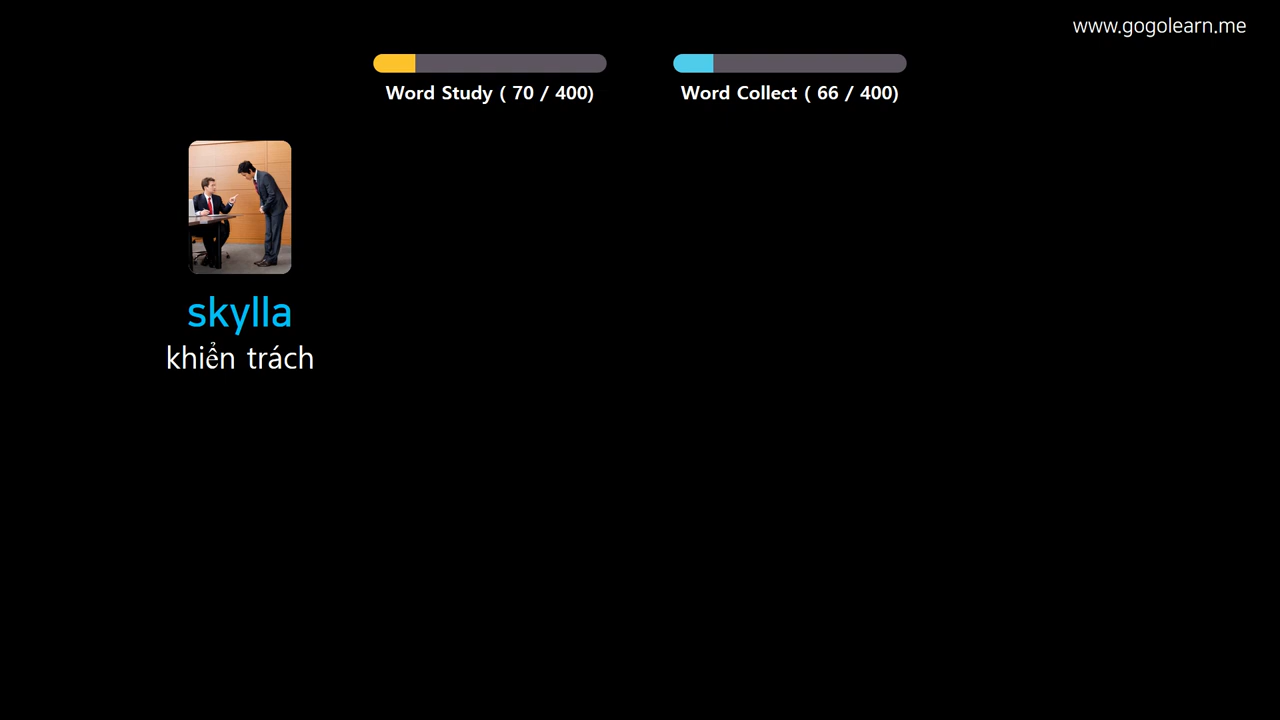 www.gogolearn.me
Word Study ( 70 / 400)
Word Collect ( 66 / 400)
skylla
khiển trách